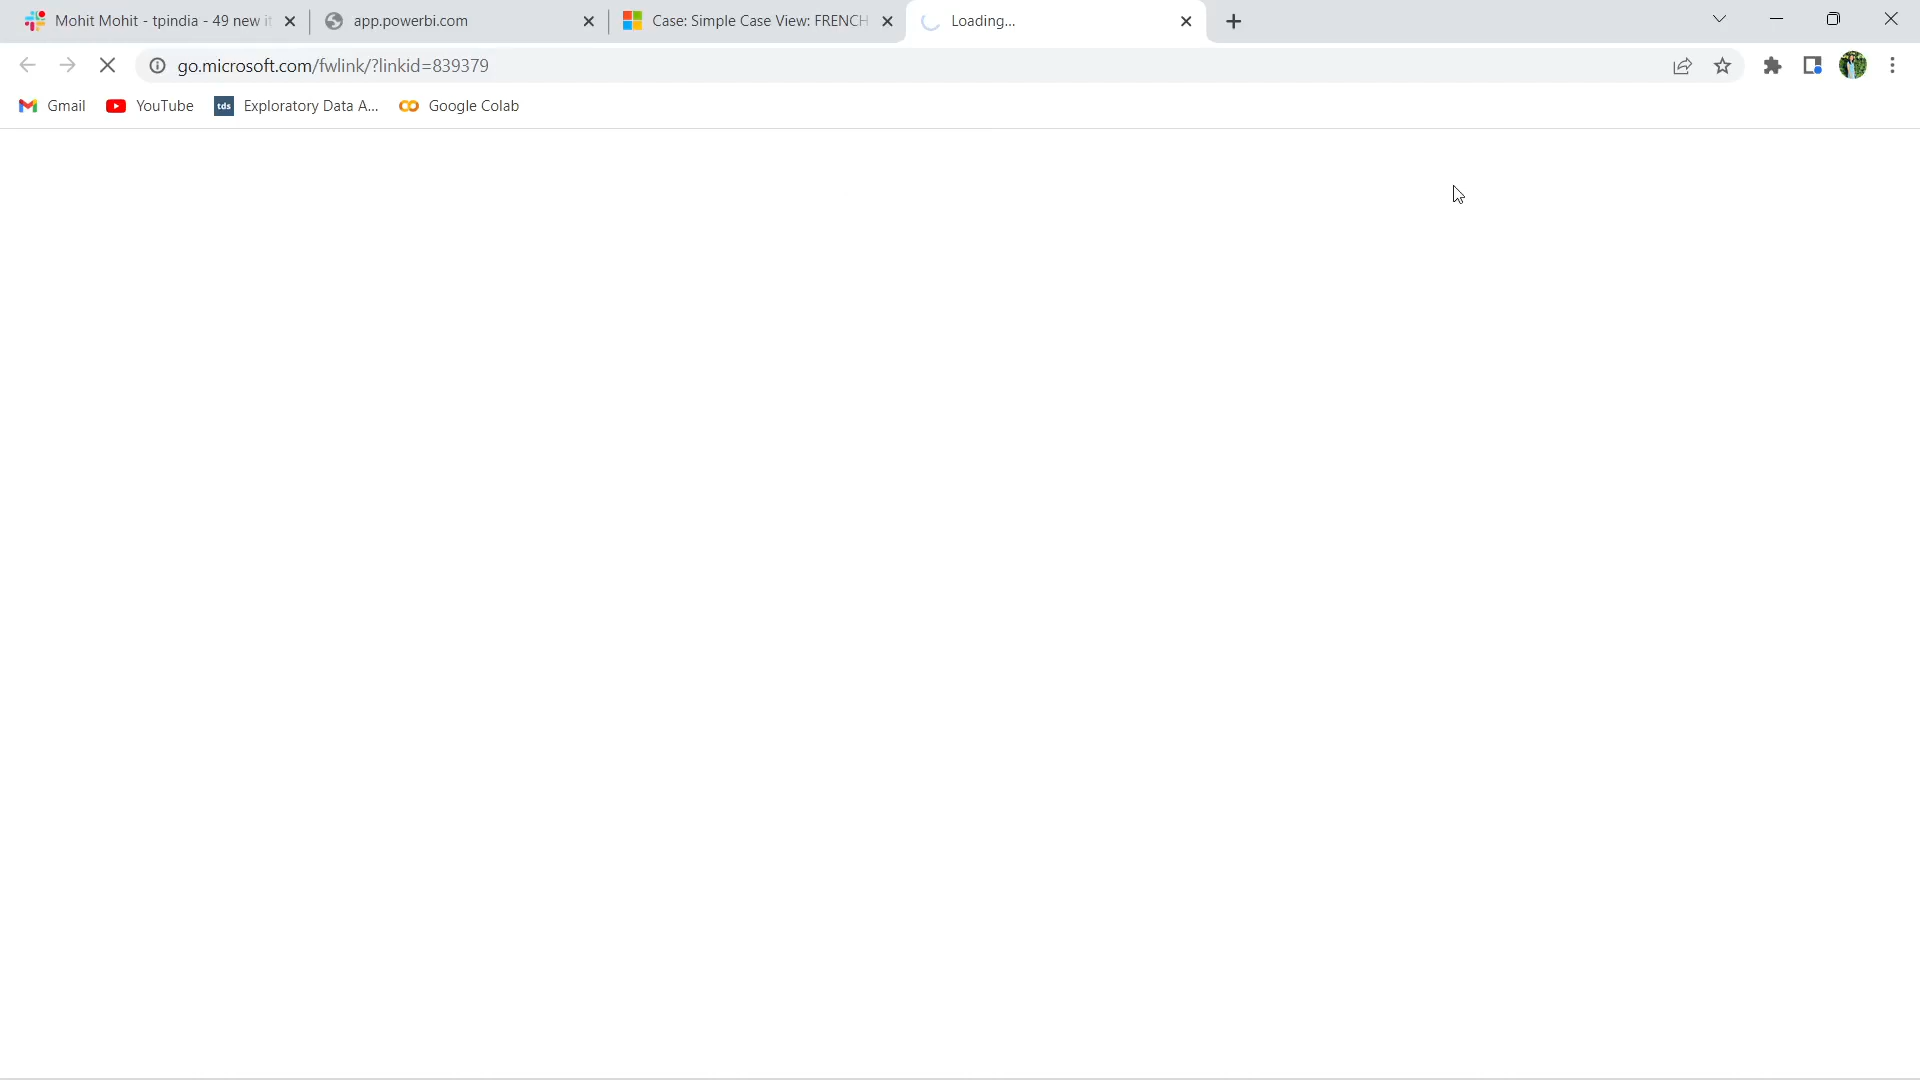 Mohit Mohit - tpindia - 49 new it
app.powerbi.com
Case: Simple Case View: FRENCH
Loading...
go.microsoft.com/fwlink/?linkid=839379
Gmail
YouTube
tds
Exploratory Data A...
Google Colab